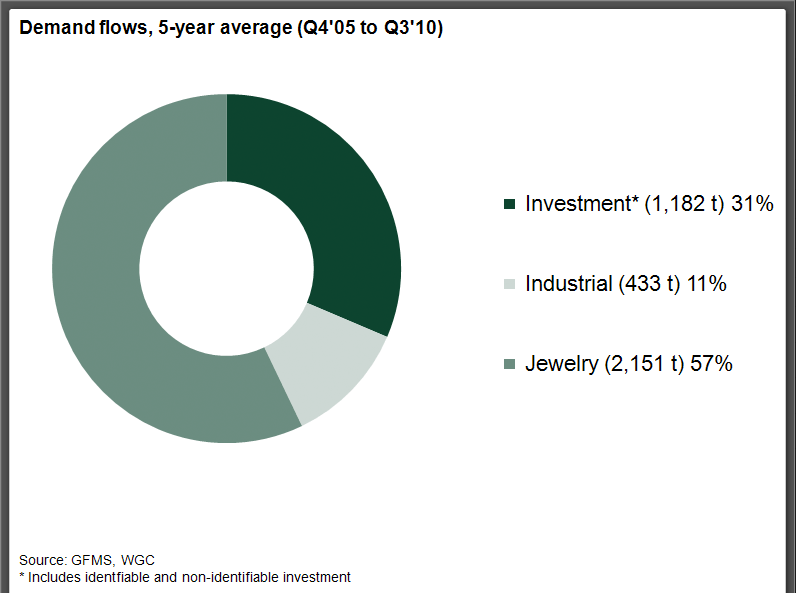 Demand flows, 5-year average (Q4'05 to Q3'10)
Investment* (1,182 t) 31%
Industrial (433 t) 11%
Jewelry (2,151 t) 57%
Source: GFMS, WGC
* Includes identfiable and non-identifiable investment